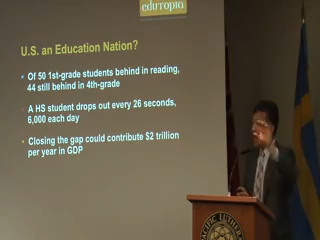 edutopia
U.S. an Education Nation?
• Of 50 1st-grade students behind in reading,
44 still behind in 4th-grade
• A HS student drops out every 26 seconds,
6,000 each day
• Closing the gap could contribute $2 trillion
per year in GDP
PACIFIC LUTHERAN